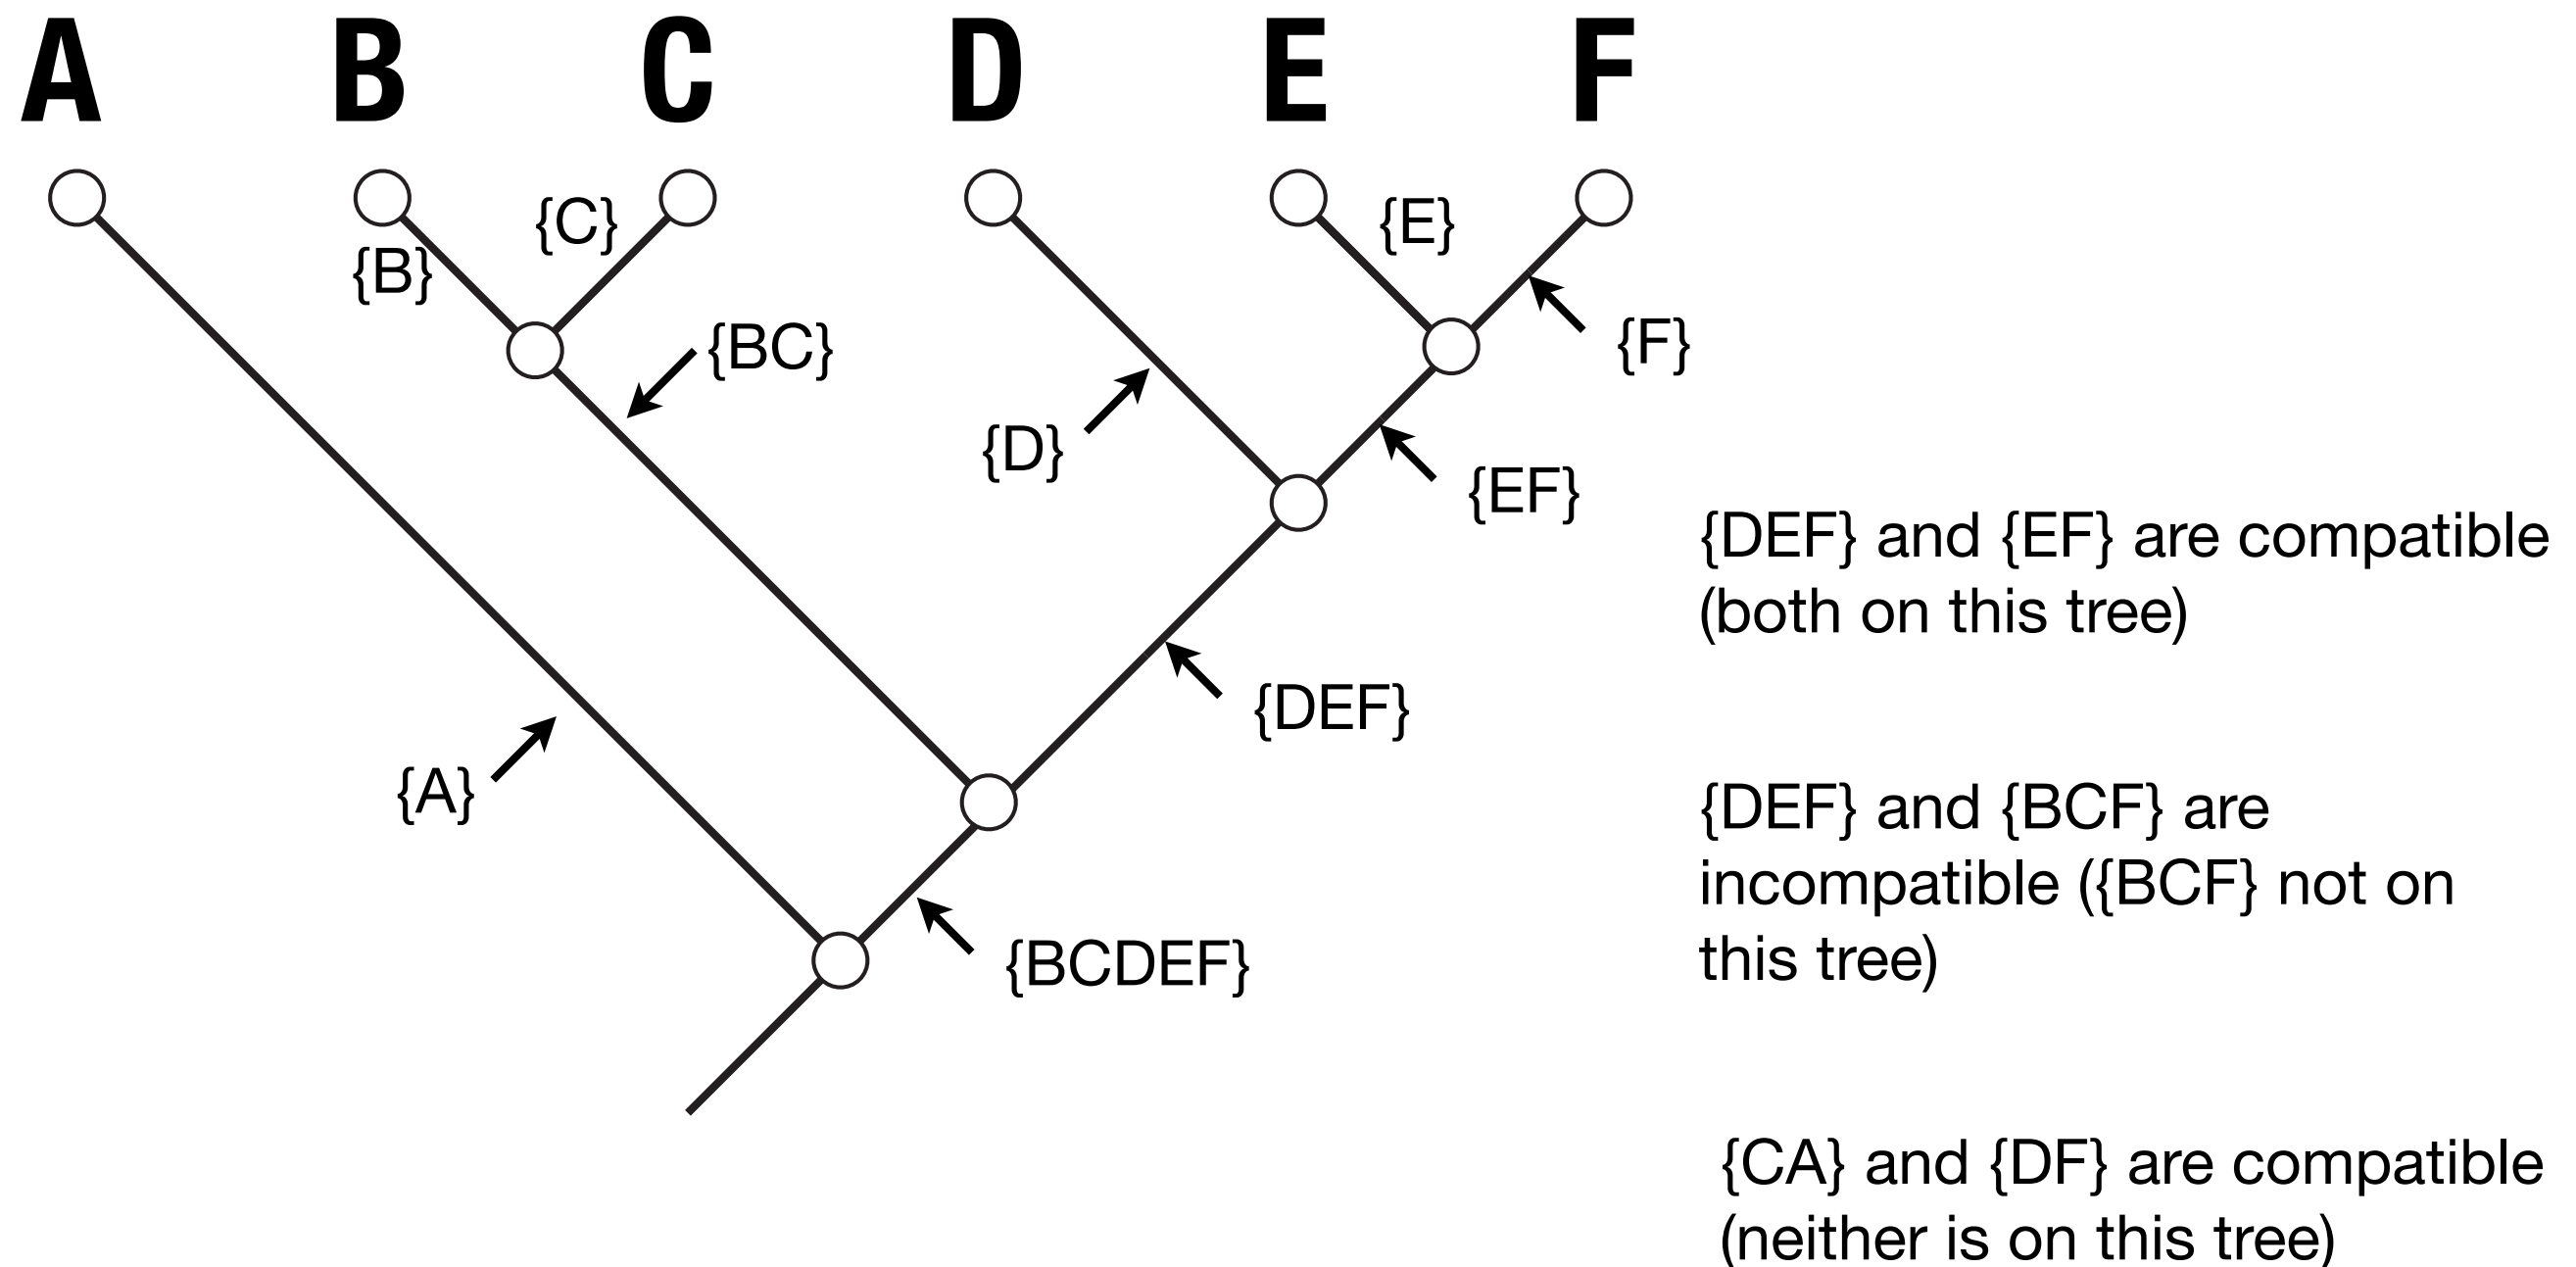 A B C D E F
{C} {E}
{B}
{BC} {F}
{D} {EF}
{DEF} and {EF} are compatible
(both on this tree)
{DEF}
{A}
{DEF} and {BCF} are
incompatible ({BCF} not on
this tree)
{BCDEF}
{CA} and {DF} are compatible
(neither is on this tree)